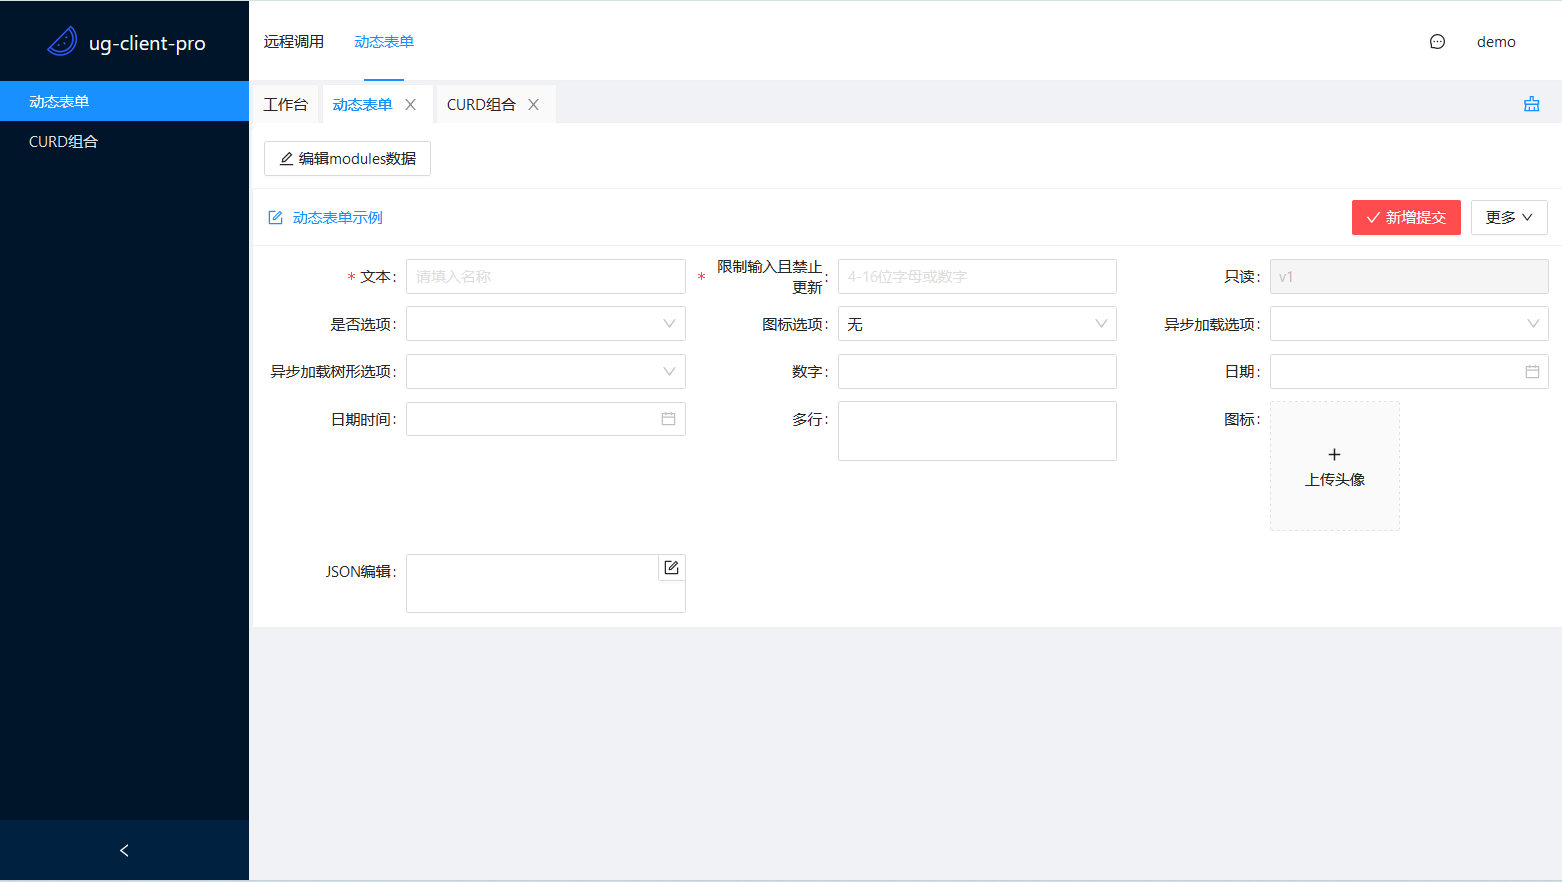 ug-client-pro
远程调用
动态表单
demo
动态表单
CURD组合
工作台
动态表单
CURD组合
编辑modules数据
动态表单示例
新增提交
更多
* 文本:
请填入名称
* 限制输入且禁止
更新:
4-16位字母或数字
只读:
v1
是否选项:
图标选项:
无
异步加载选项:
异步加载树形选项:
数字:
日期:
日期时间:
多行:
图标:
上传头像
JSON编辑: